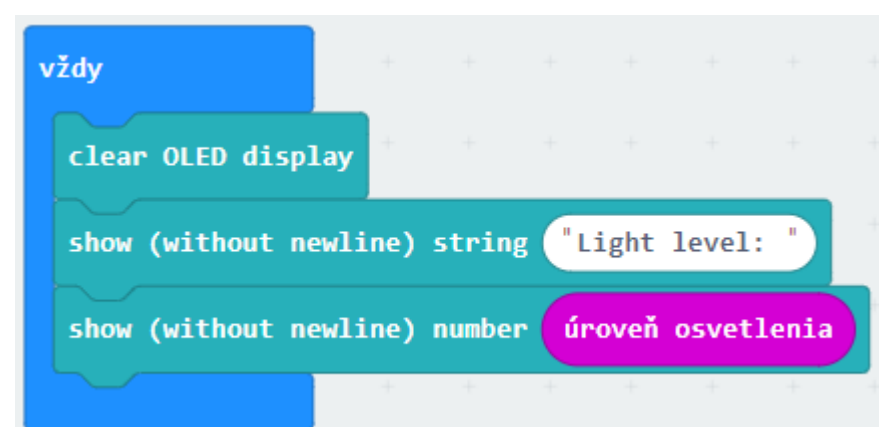 vždy
clear OLED display
show (without newline) string "Light level: "
show (without newline) number úroveň osvetlenia